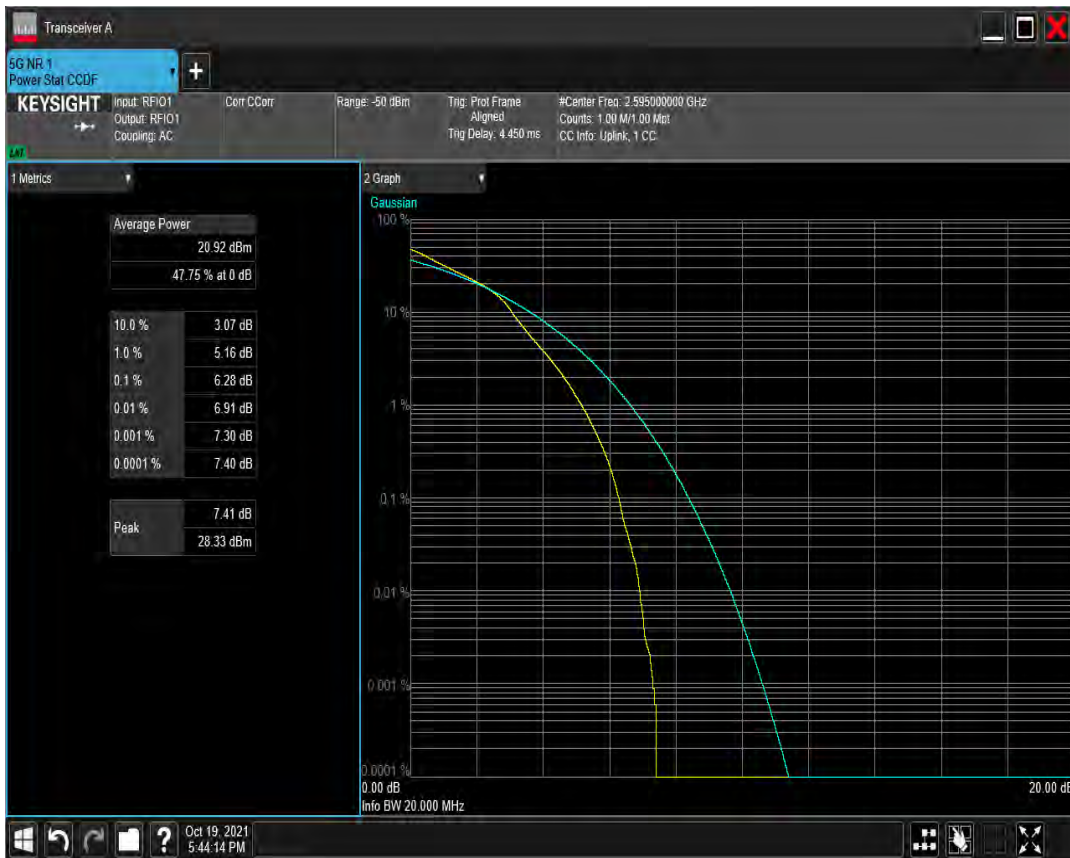 Transceiver A
5G NR 1
Power Stat CCDF
+
KEYSIGHT
Input: RFIO1
Output: RFIO1
Coupling: AC
Corr CCorr
Range: -50 dBm
Trig: Prot Frame
Aligned
Trig Delay: 4.450 ms
#Center Freq: 2.595000000 GHz
Counts: 1.00 M/1.00 Mpt
CC Info: Uplink, 1 CC
LXI
1 Metrics
Average Power
20.92 dBm
47.75 % at 0 dB
10.0 % 3.07 dB
1.0 % 5.16 dB
0.1 % 6.28 dB
0.01 % 6.91 dB
0.001 % 7.30 dB
0.0001 % 7.40 dB
Peak
7.41 dB
28.33 dBm
2 Graph
Gaussian
100 %
10 %
1 %
0.1 %
0.01 %
0.001 %
0.0001 %
0.00 dB 20.00 dB
Info BW 20.000 MHz
?
Oct 19, 2021
5:44:14 PM